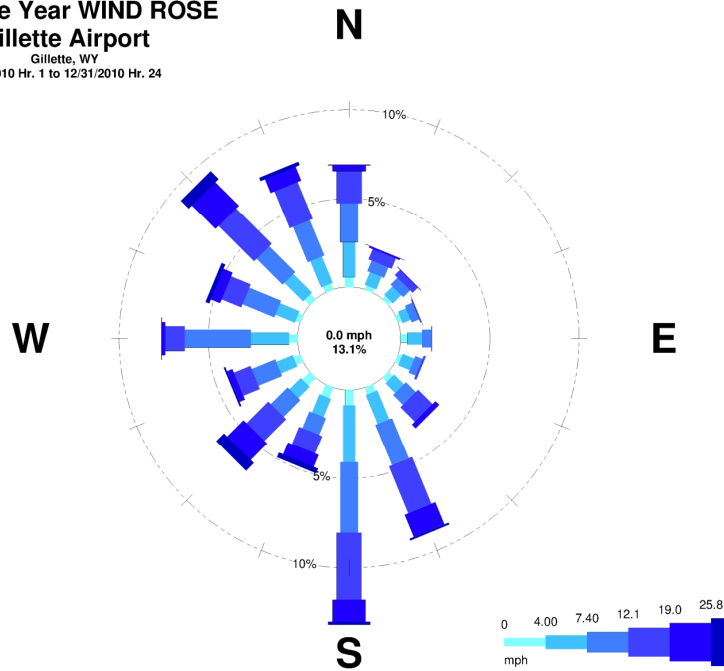 e Year WIND ROSE
illette Airport
Gillette, WY
010 Hr. 1 to 12/31/2010 Hr. 24
N
10%
5%
W
0.0 mph
13.1%
E
5%
10%
S
0 4.00 7.40 12.1 19.0 25.8
mph